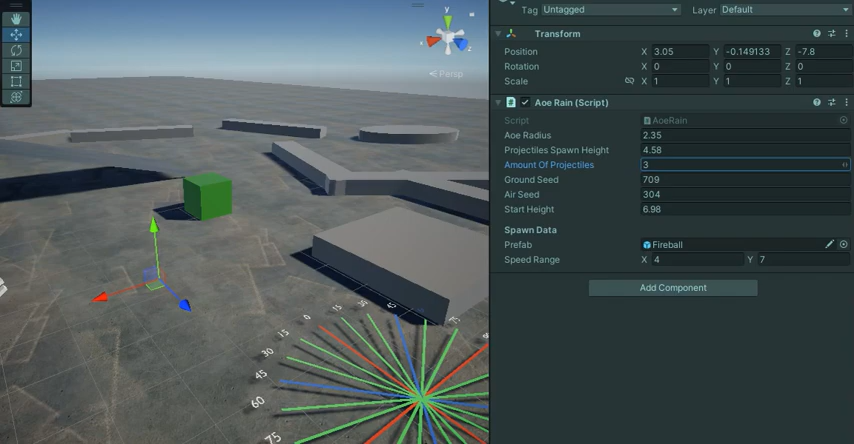 Tag Untagged Layer Default
Transform
Position X 3.05 Y -0.149133 Z -7.8
Rotation X 0 Y 0 Z 0
Scale X 1 Y 1 Z 1
Aoe Rain (Script)
Script AoeRain
Aoe Radius 2.35
Projectiles Spawn Height 4.58
Amount Of Projectiles 3
Ground Seed 709
Air Seed 304
Start Height 6.98
Spawn Data
Prefab Fireball
Speed Range X 4 Y 7
Add Component
y
x
z
Persp
45
30
15
0
15
30
45
60
75
75